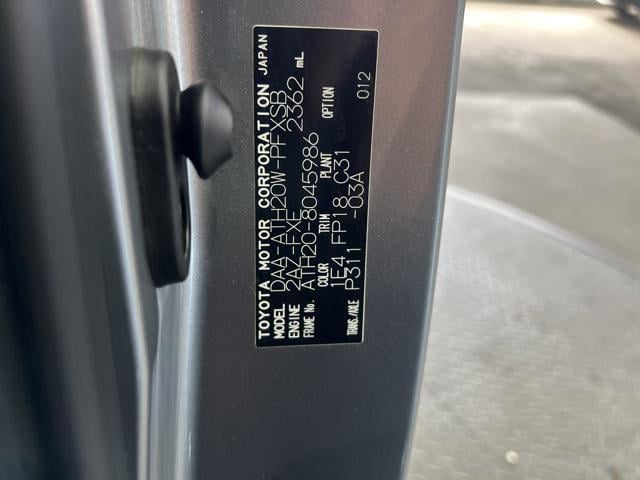 TOYOTA MOTOR CORPORATION JAPAN
MODEL DAA-ATH20W-PFXSB
ENGINE 2AZ-FXE 2362 mL
FRAME No. ATH20-8045986
COLOR TRIM PLANT OPTION
1E4 FP18 C31 012
TRANS./AXLE P311 -03A